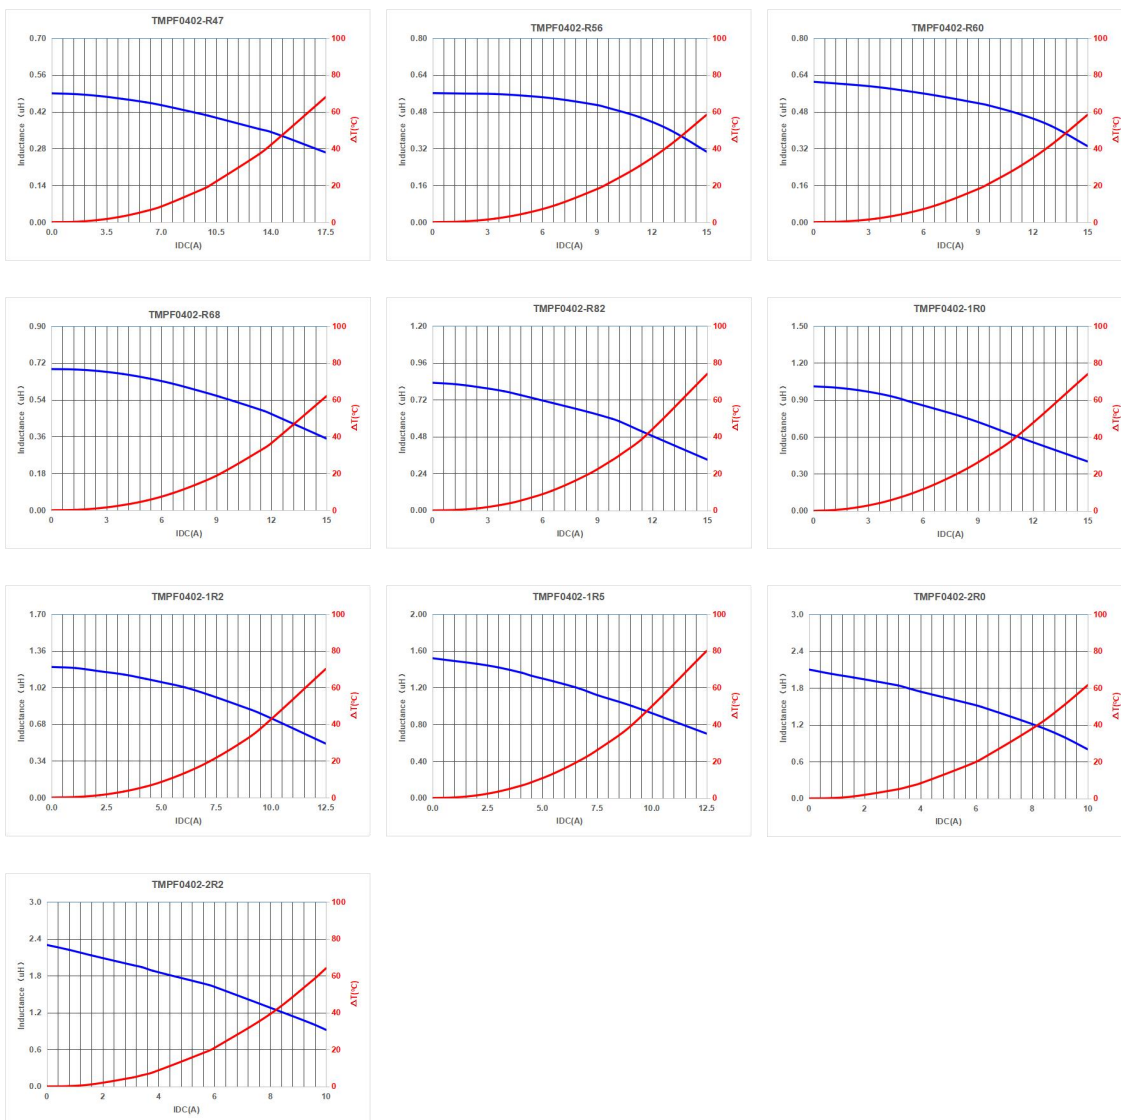 TMPF0402-R47
0.70
0.56
0.42
0.28
0.14
0.00
Inductance（uH）
100
80
60
40
20
0
ΔT(℃)
0.0 3.5 7.0 10.5 14.0 17.5
IDC(A)
TMPF0402-R56
0.80
0.64
0.48
0.32
0.16
0.00
Inductance（uH）
100
80
60
40
20
0
ΔT(℃)
0 3 6 9 12 15
IDC(A)
TMPF0402-R60
0.80
0.64
0.48
0.32
0.16
0.00
Inductance（uH）
100
80
60
40
20
0
ΔT(℃)
0 3 6 9 12 15
IDC(A)
TMPF0402-R68
0.90
0.72
0.54
0.36
0.18
0.00
Inductance（uH）
100
80
60
40
20
0
ΔT(℃)
0 3 6 9 12 15
IDC(A)
TMPF0402-R82
1.20
0.96
0.72
0.48
0.24
0.00
Inductance（uH）
100
80
60
40
20
0
ΔT(℃)
0 3 6 9 12 15
IDC(A)
TMPF0402-1R0
1.50
1.20
0.90
0.60
0.30
0.00
Inductance（uH）
100
80
60
40
20
0
ΔT(℃)
0 3 6 9 12 15
IDC(A)
TMPF0402-1R2
1.70
1.36
1.02
0.68
0.34
0.00
Inductance（uH）
100
80
60
40
20
0
ΔT(℃)
0.0 2.5 5.0 7.5 10.0 12.5
IDC(A)
TMPF0402-1R5
2.00
1.60
1.20
0.80
0.40
0.00
Inductance（uH）
100
80
60
40
20
0
ΔT(℃)
0.0 2.5 5.0 7.5 10.0 12.5
IDC(A)
TMPF0402-2R0
3.0
2.4
1.8
1.2
0.6
0.0
Inductance（uH）
100
80
60
40
20
0
ΔT(℃)
0 2 4 6 8 10
IDC(A)
TMPF0402-2R2
3.0
2.4
1.8
1.2
0.6
0.0
Inductance（uH）
100
80
60
40
20
0
ΔT(℃)
0 2 4 6 8 10
IDC(A)